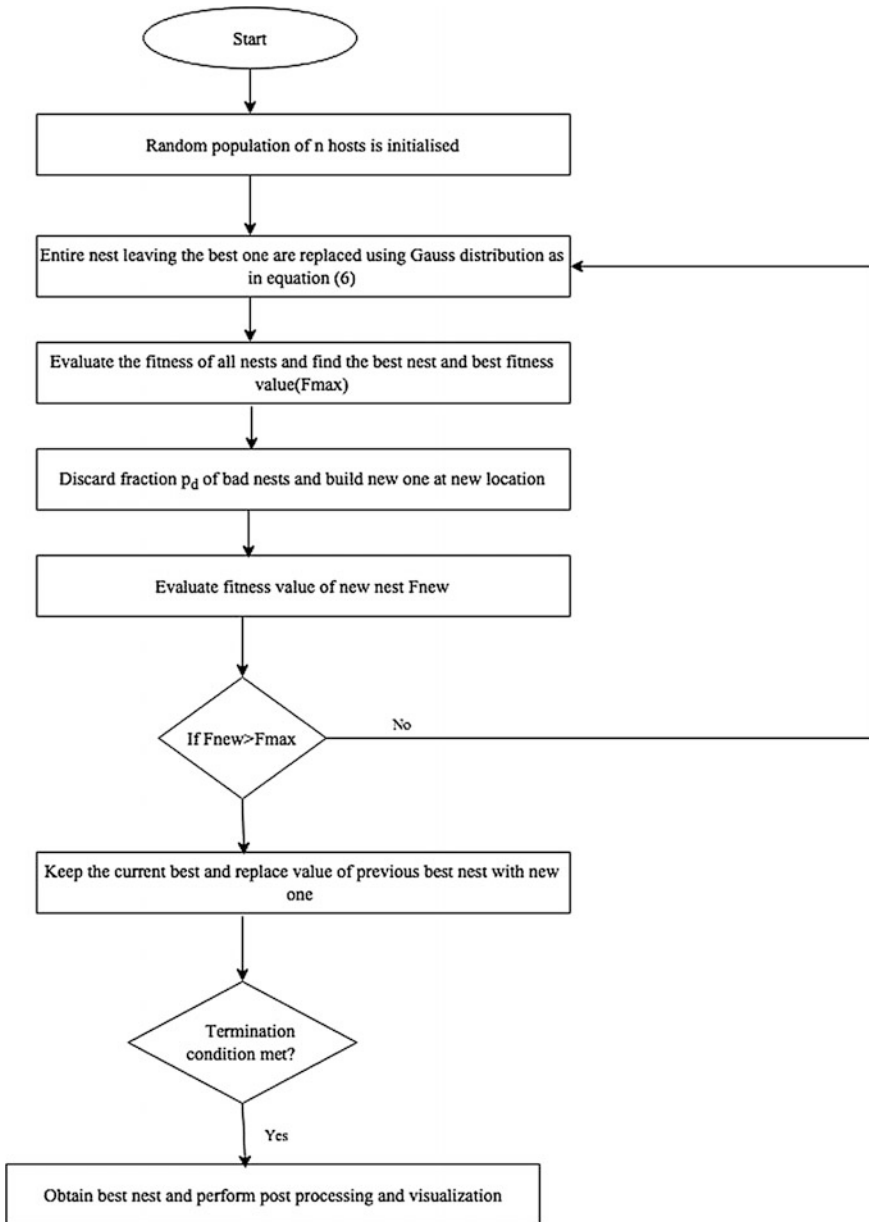 Start
Random population of n hosts is initialised
Entire nest leaving the best one are replaced using Gauss distribution as
in equation (6)
Evaluate the fitness of all nests and find the best nest and best fitness
value(Fmax)
Discard fraction pd of bad nests and build new one at new location
Evaluate fitness value of new nest Fnew
If Fnew>Fmax
No
Keep the current best and replace value of previous best nest with new
one
Termination
condition met?
Yes
Obtain best nest and perform post processing and visualization